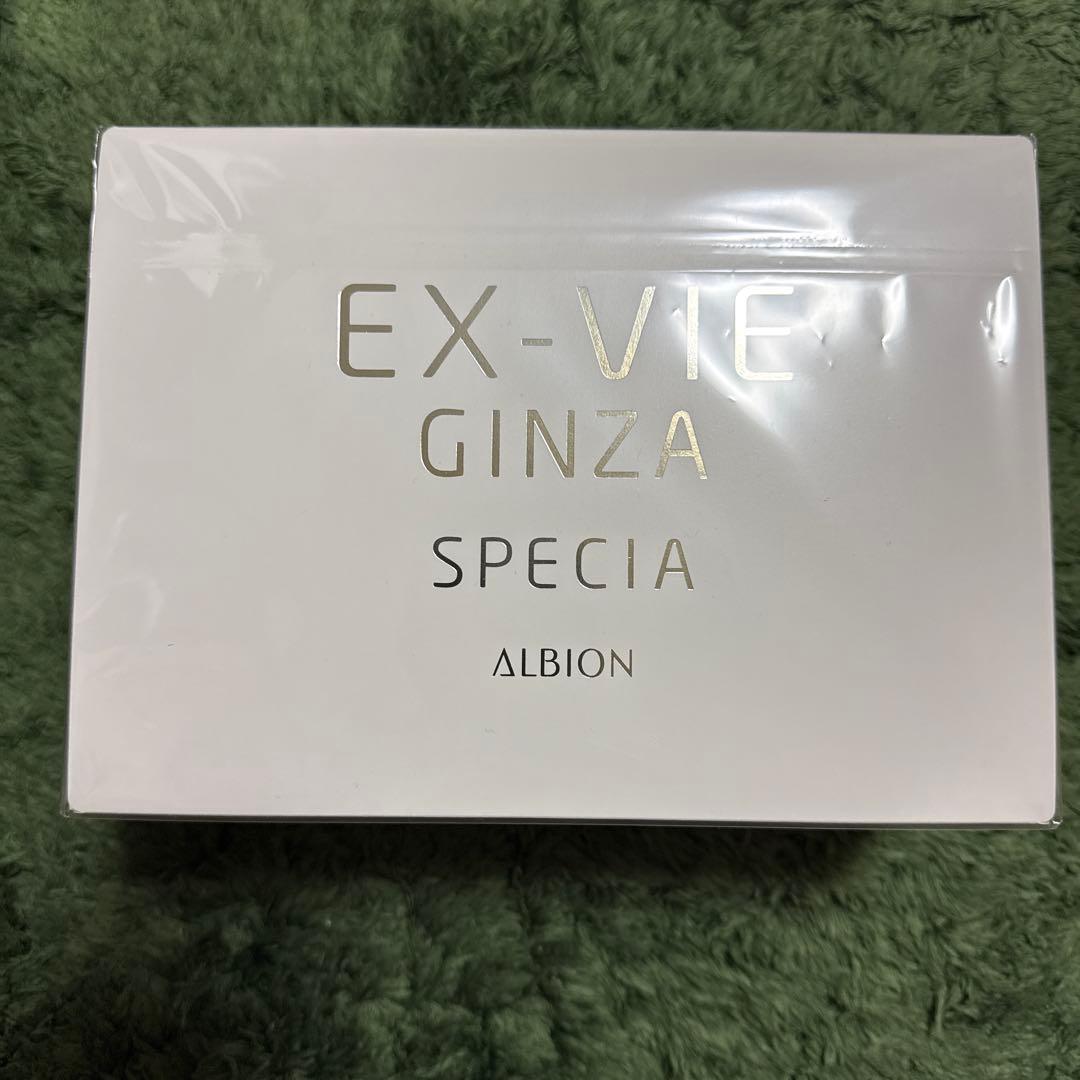 EX-VIE
GINZA
SPECIA
ALBION